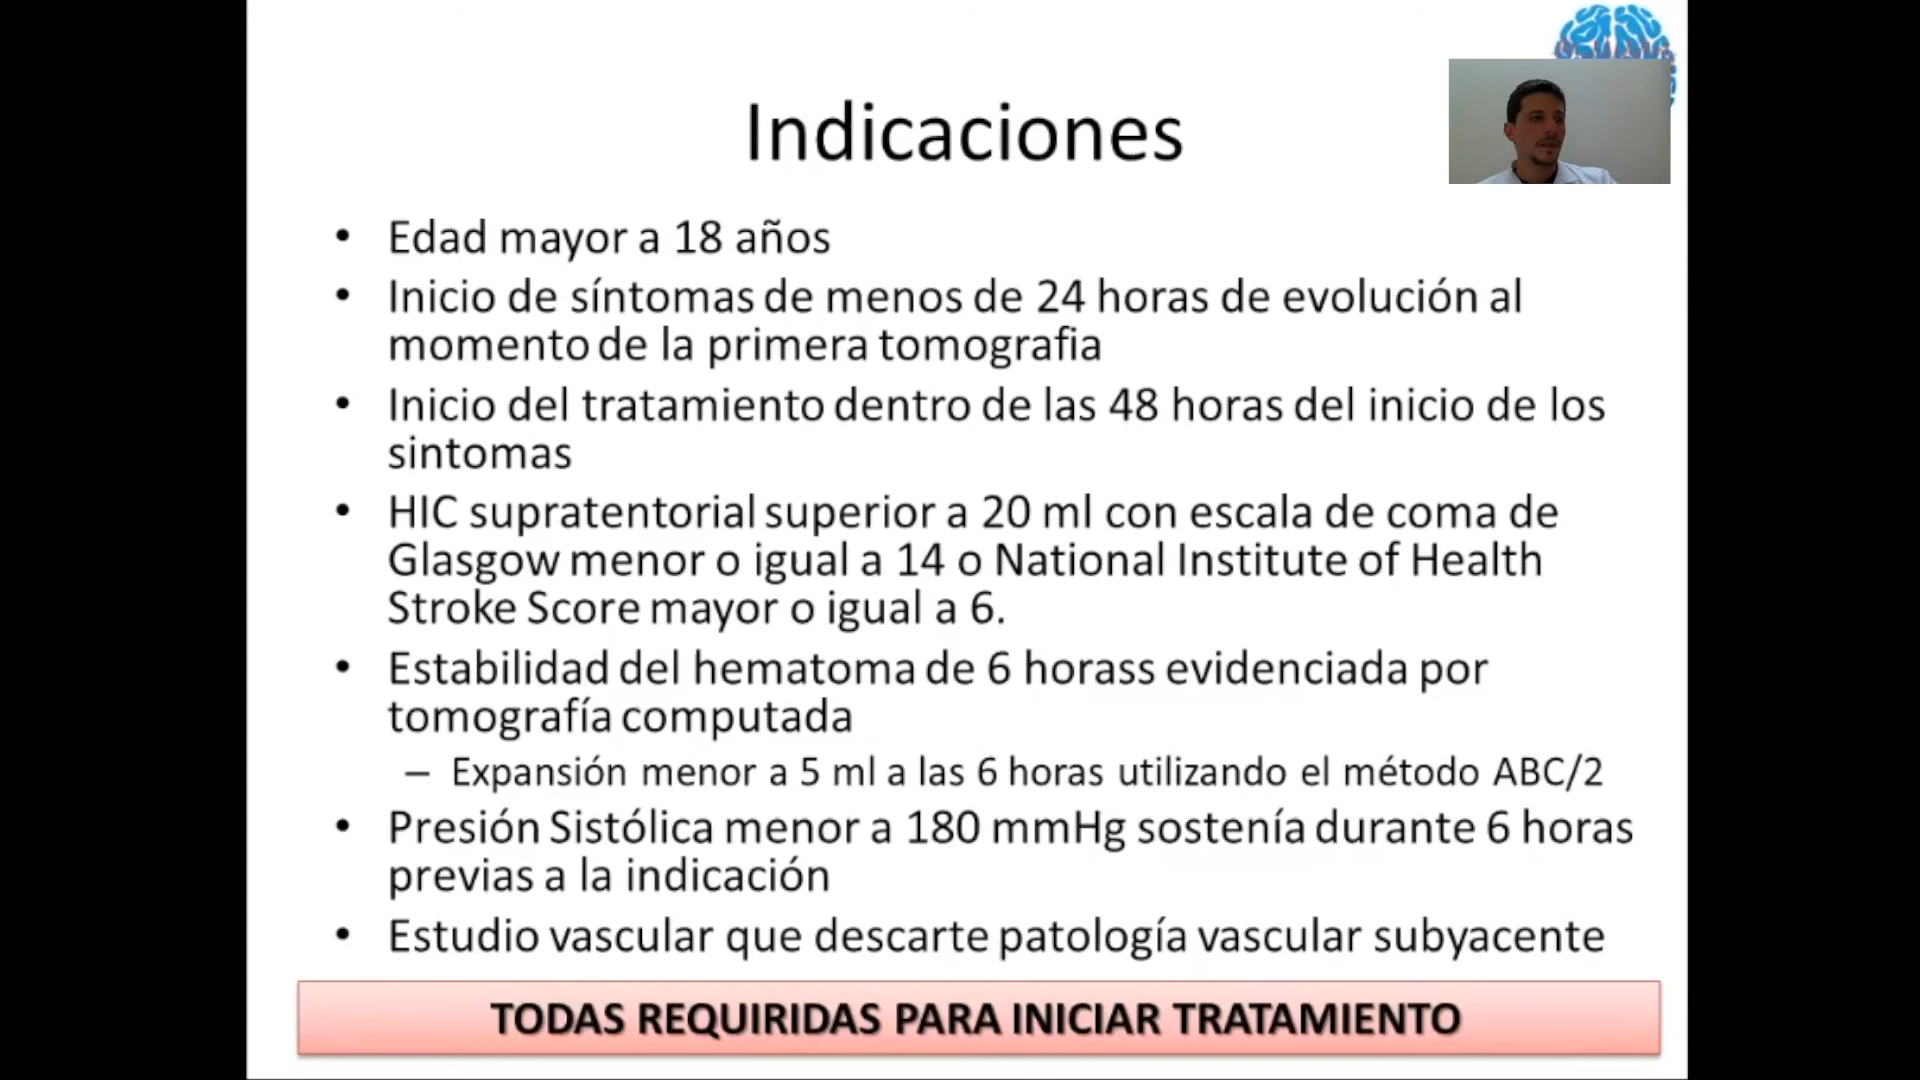 Indicaciones
• Edad mayor a 18 años
• Inicio de síntomas de menos de 24 horas de evolución al
momento de la primera tomografia
• Inicio del tratamiento dentro de las 48 horas del inicio de los
sintomas
• HIC supratentorial superior a 20 ml con escala de coma de
Glasgow menor o igual a 14 o National Institute of Health
Stroke Score mayor o igual a 6.
• Estabilidad del hematoma de 6 horass evidenciada por
tomografía computada
– Expansión menor a 5 ml a las 6 horas utilizando el método ABC/2
• Presión Sistólica menor a 180 mmHg sostenía durante 6 horas
previas a la indicación
• Estudio vascular que descarte patología vascular subyacente
TODAS REQUIRIDAS PARA INICIAR TRATAMIENTO